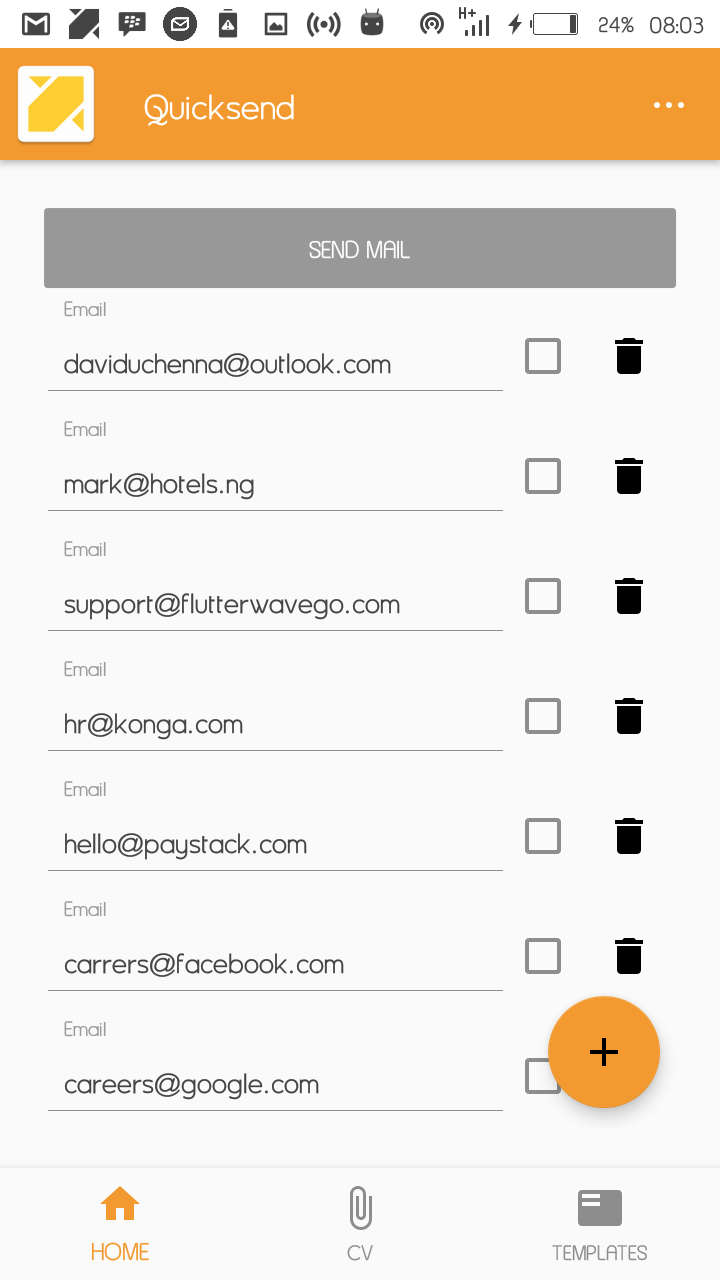 H+
24%
08:03
Quicksend
SEND MAIL
Email
daviduchenna@outlook.com
Email
mark@hotels.ng
Email
support@flutterwavego.com
Email
hr@konga.com
Email
hello@paystack.com
Email
carrers@facebook.com
Email
careers@google.com
HOME
CV
TEMPLATES